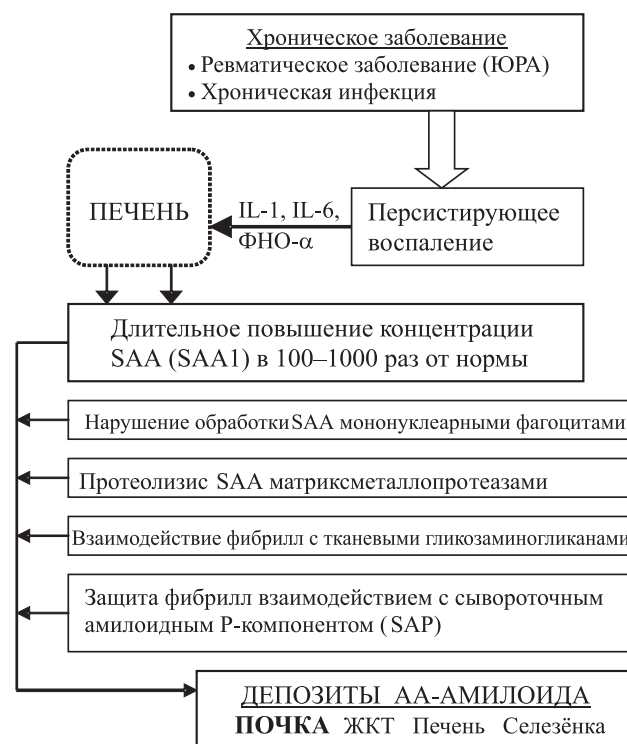 Хроническое заболевание
• Ревматическое заболевание (ЮРА)
• Хроническая инфекция
ПЕЧЕНЬ
IL-1, IL-6,
ФНО-α
Персистирующее
воспаление
Длительное повышение концентрации
SAA (SAA1) в 100–1000 раз от нормы
Нарушение обработки SAA мононуклеарными фагоцитами
Протеолизис SAA матриксметаллопротеазами
Взаимодействие фибрилл с тканевыми гликозаминогликанами
Защита фибрилл взаимодействием с сывороточным
амилоидным Р-компонентом (SAP)
ДЕПОЗИТЫ АА-АМИЛОИДА
ПОЧКА ЖКТ Печень Селезёнка